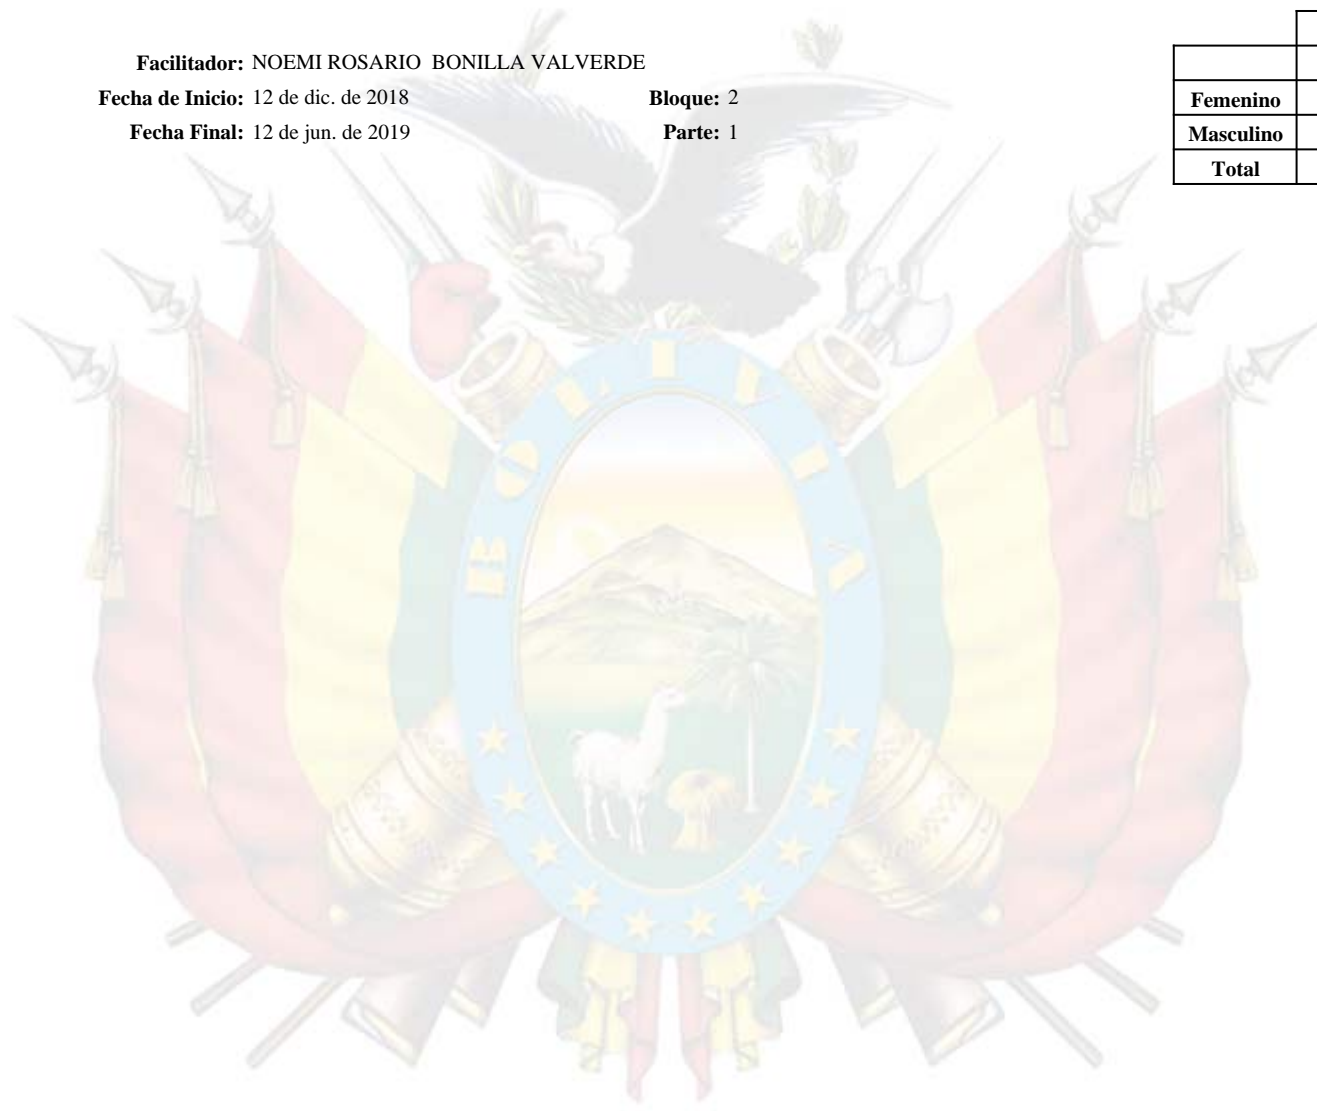 Facilitador: NOEMI ROSARIO BONILLA VALVERDE
Fecha de Inicio: 12 de dic. de 2018 Bloque: 2
Fecha Final: 12 de jun. de 2019 Parte: 1
Femenino
Masculino
Total
BOLIVIA